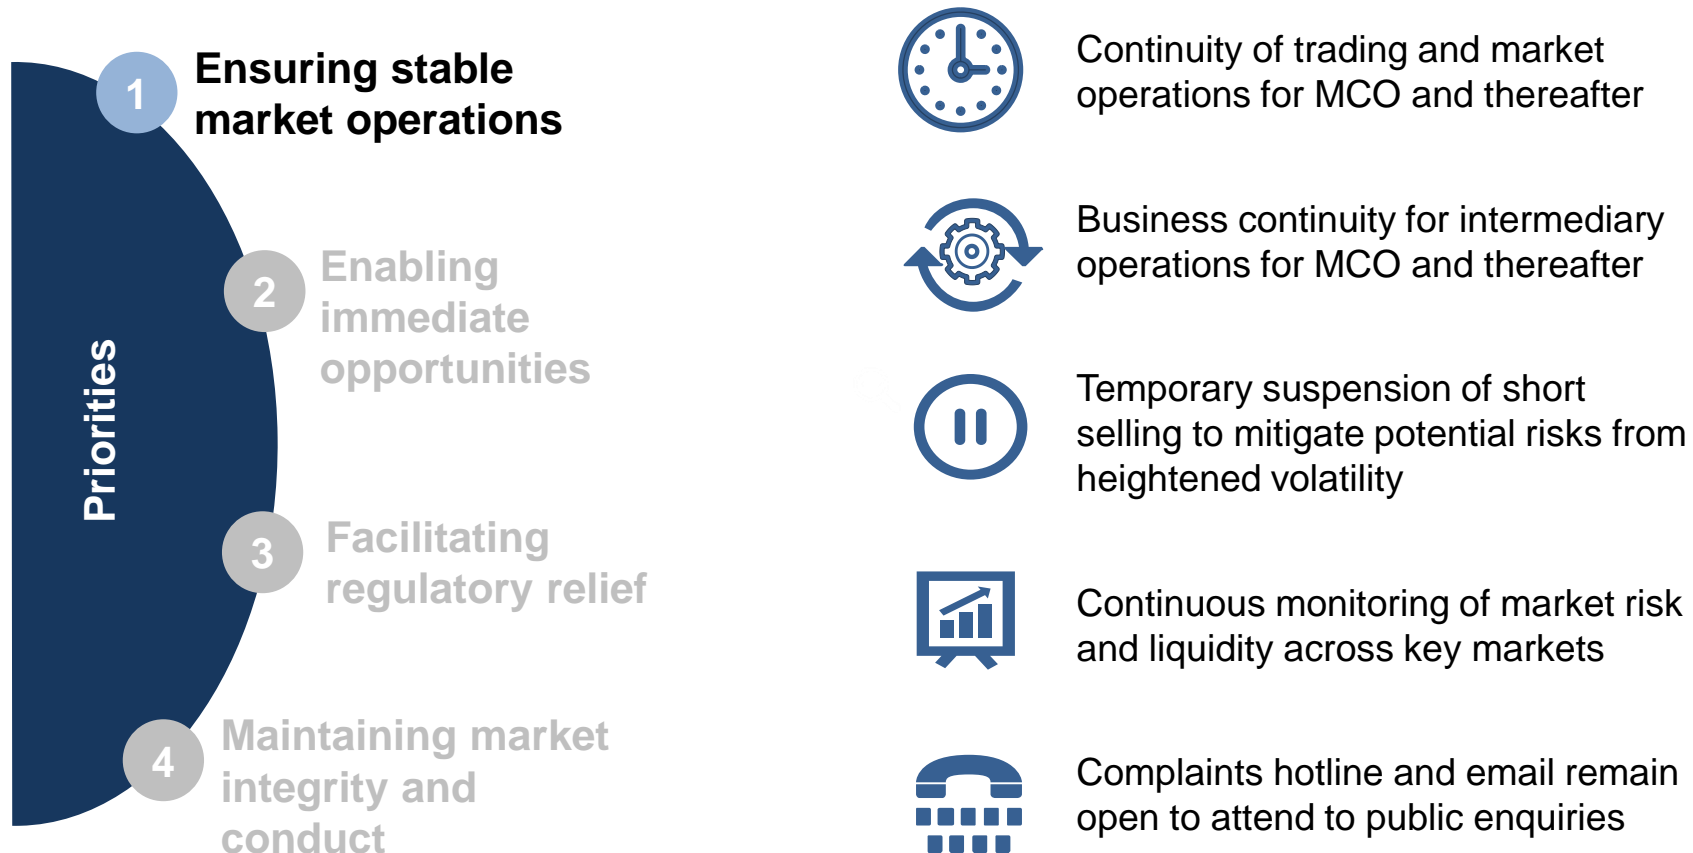 Priorities
1
Ensuring stable
market operations
2
Enabling
immediate
opportunities
3
Facilitating
regulatory relief
4
Maintaining market
integrity and
conduct
Continuity of trading and market
operations for MCO and thereafter
Business continuity for intermediary
operations for MCO and thereafter
Temporary suspension of short
selling to mitigate potential risks from
heightened volatility
Continuous monitoring of market risk
and liquidity across key markets
Complaints hotline and email remain
open to attend to public enquiries